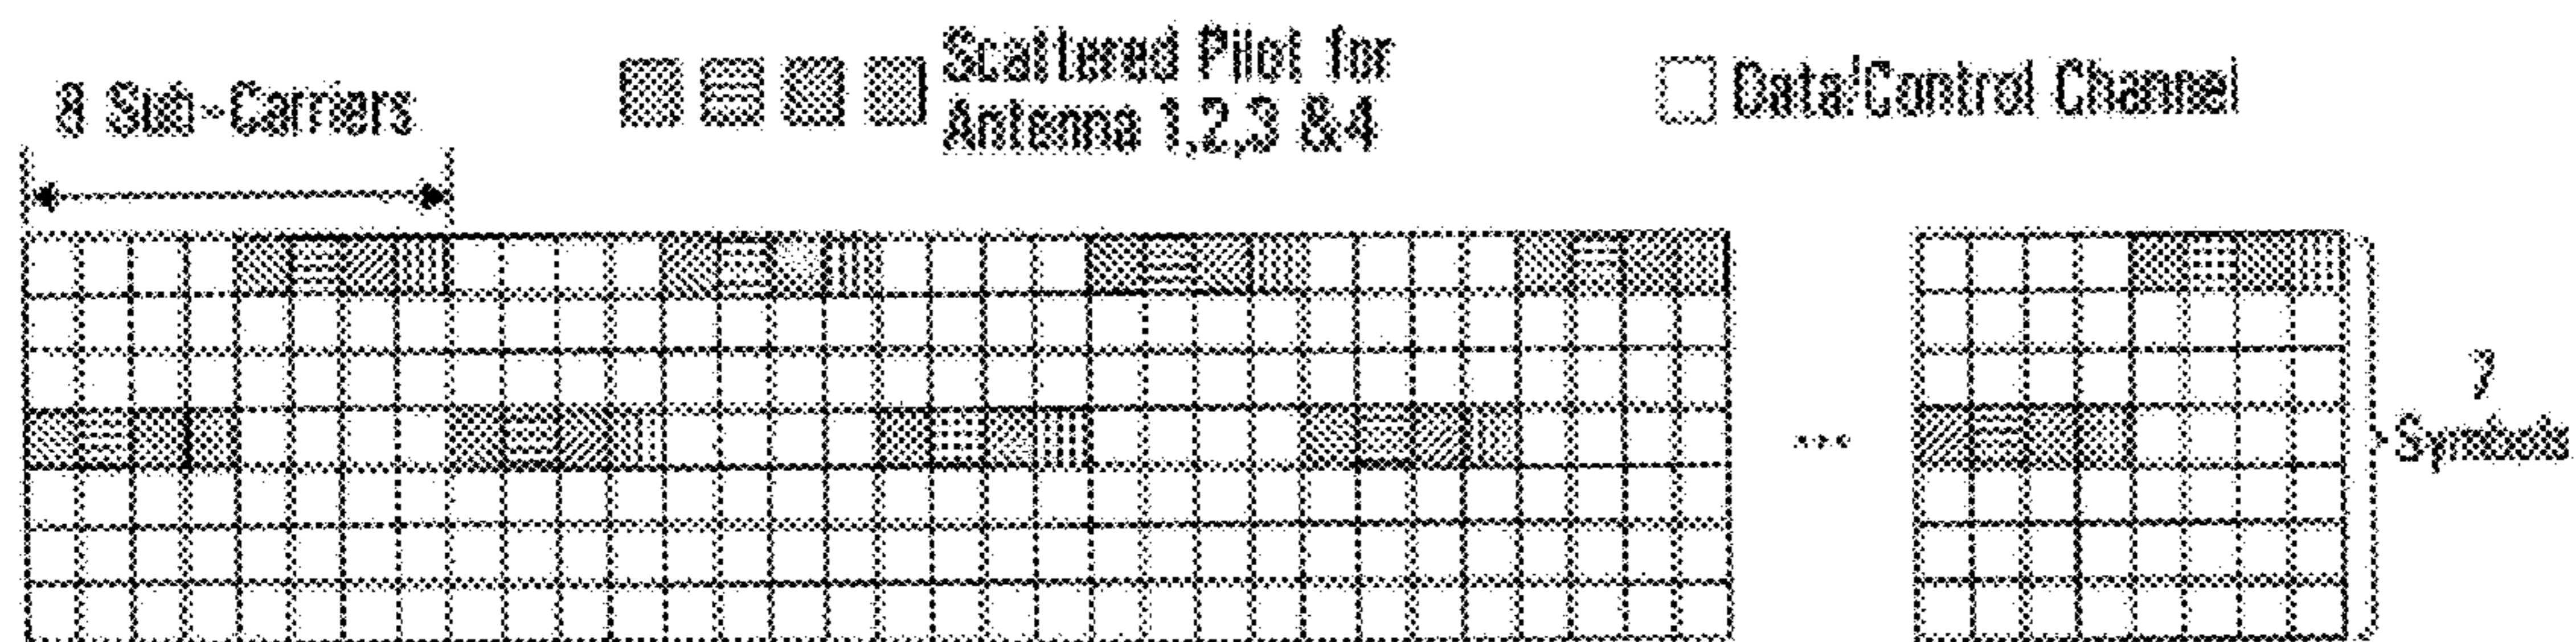 8 Sub-Carriers
Scattered Pilot for
Antenna 1,2,3 &4
Data/Control Channel
...
7
Symbols